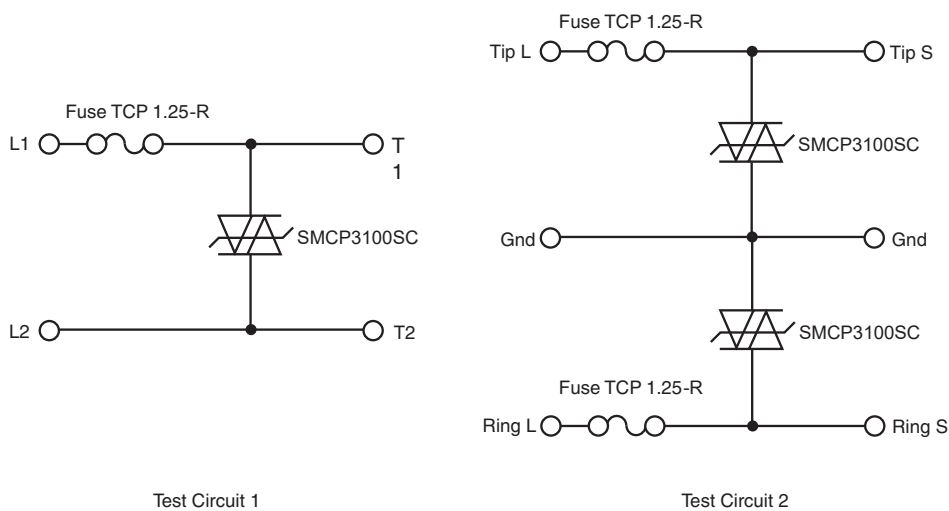 Fuse TCP 1.25-R
L1
T
1
SMCP3100SC
L2
T2
Test Circuit 1
Fuse TCP 1.25-R
Tip L
Tip S
SMCP3100SC
Gnd
Gnd
SMCP3100SC
Fuse TCP 1.25-R
Ring L
Ring S
Test Circuit 2